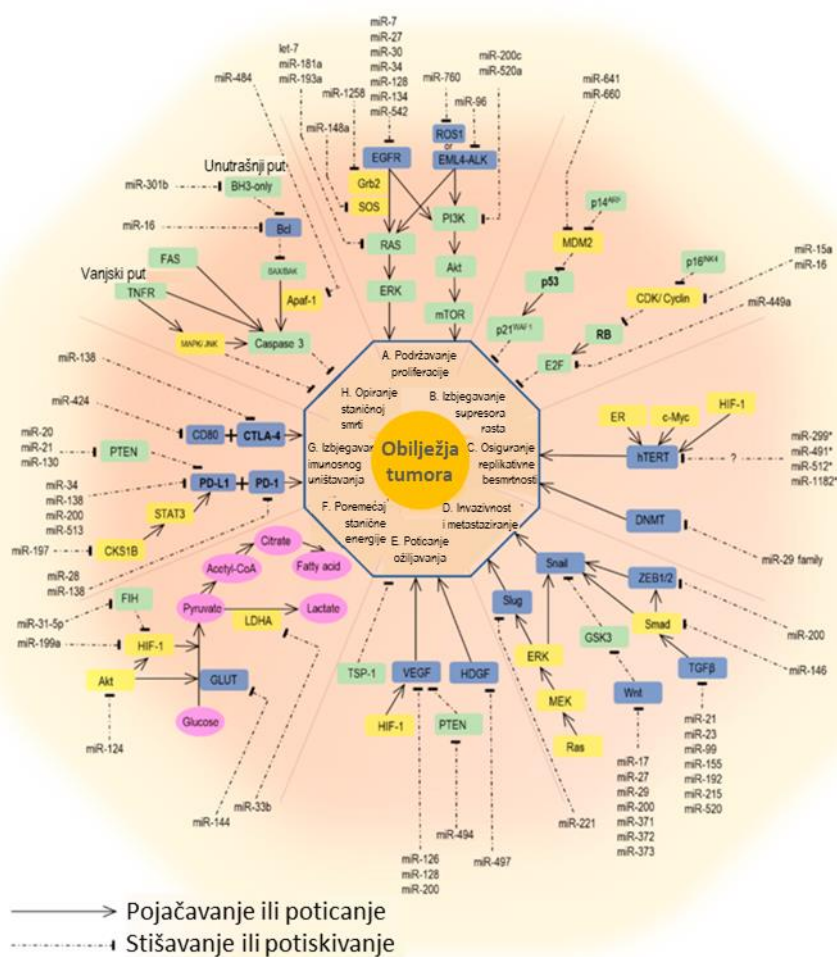 miR-7
miR-27
miR-30
miR-34
miR-128
miR-134
miR-542
let-7
miR-181a
miR-193a
miR-484
miR-1258
miR-148a
miR-200c
miR-520a
miR-760
miR-96
miR-641
miR-660
ROS1
or
EML4-ALK
EGFR
Grb2
SOS
PI3K
RAS
Akt
ERK
mTOR
Unutrašnji put
miR-301b
BH3-only
miR-16
Bcl
FAS
BAX/BAK
Vanjski put
TNFR
Apaf-1
MAPK/JNK
Caspase 3
p14ARF
MDM2
p53
p21WAF1
p16INK4
CDK/ Cyclin
RB
E2F
miR-15a
miR-16
miR-449a
A. Podržavanje
proliferacije
B. Izbjegavanje
supresora
rasta
C. Osiguranje
replikativne
besmrtnosti
D. Invazivnost
i metastaziranje
E. Poticanje
ožiljavanja
F. Poremećaj
stanične
energije
G. Izbjegavanje
imunosnog
uništavanja
H. Opiranje
staničnoj
smrti
Obilježja
tumora
miR-138
miR-424
CD80 + CTLA-4
miR-20
miR-21
miR-130
PTEN
miR-34
miR-138
miR-200
miR-513
PD-L1 + PD-1
STAT3
miR-197
CKS1B
miR-28
miR-138
ER
c-Myc
HIF-1
hTERT
?
miR-299*
miR-491*
miR-512*
miR-1182*
DNMT
miR-29 family
Citrate
Acetyl-CoA
Fatty acid
Pyruvate
Lactate
LDHA
FIH
miR-31-5p
miR-199a
HIF-1
Akt
GLUT
Glucose
miR-124
miR-144
miR-33b
TSP-1
VEGF
HDGF
HIF-1
PTEN
miR-494
miR-126
miR-128
miR-200
miR-497
Slug
Snail
ZEB1/2
Smad
GSK3
ERK
MEK
Ras
Wnt
TGFβ
miR-200
miR-146
miR-21
miR-23
miR-99
miR-155
miR-192
miR-215
miR-520
miR-17
miR-27
miR-29
miR-200
miR-371
miR-372
miR-373
miR-221
Pojačavanje ili poticanje
Stišavanje ili potiskivanje